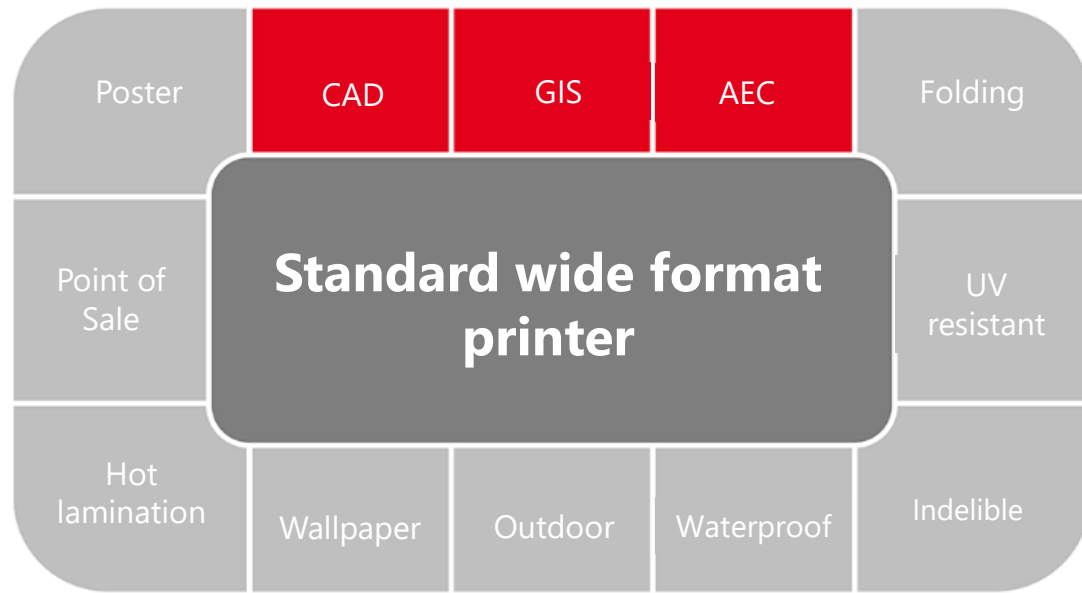 Poster
CAD
GIS
AEC
Folding
Point of
Sale
Standard wide format
printer
UV
resistant
Hot
lamination
Wallpaper
Outdoor
Waterproof
Indelible